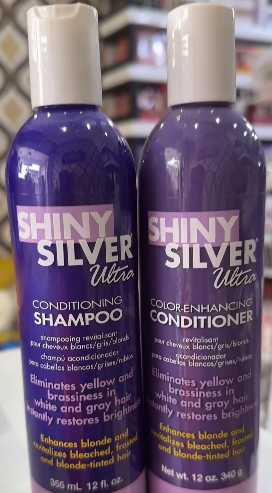 SHINY
SILVER
Ultra
CONDITIONING
SHAMPOO
shampooing revitalisant
pour cheveux blancs/gris/blonds
champú acondicionador
para cabellos blancos/grises/rubios
Eliminates yellow and
brassiness in
white and gray hair
Instantly restores brightness
Enhances blonde and
revitalizes bleached, frosted
and blonde-tinted hair
355 mL 12 fl. oz.
SHINY
SILVER
Ultra
COLOR-ENHANCING
CONDITIONER
revitalisant
pour cheveux blancs/gris/blonds
acondicionador
para cabellos blancos/grises/rubios
Eliminates yellow and
brassiness in
white and gray hair
Instantly restores brightness
Enhances blonde and
revitalizes bleached, frosted
and blonde-tinted hair
Net. wt. 12 oz. 340 g